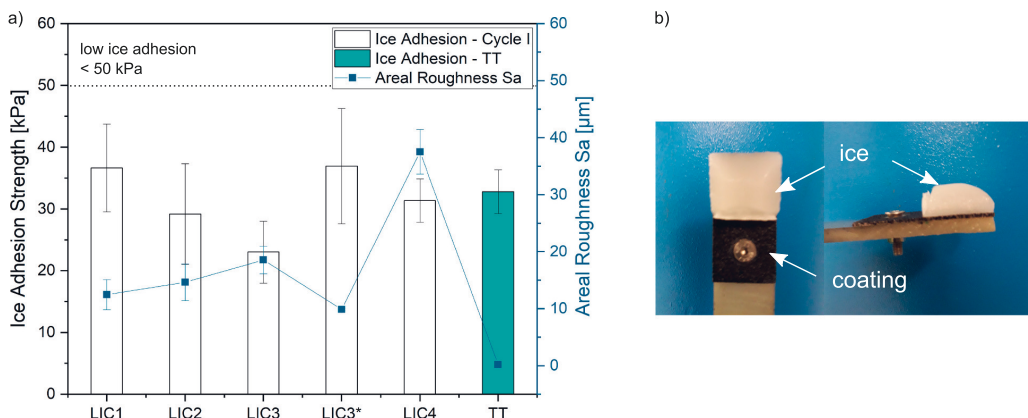 a)
low ice adhesion
< 50 kPa
Ice Adhesion - Cycle I
Ice Adhesion - TT
Areal Roughness Sa
Ice Adhesion Strength [kPa]
60
50
40
30
20
10
0
60
50
40
30
20
10
0
Areal Roughness Sa [µm]
LIC1 LIC2 LIC3 LIC3* LIC4 TT
b)
ice
coating